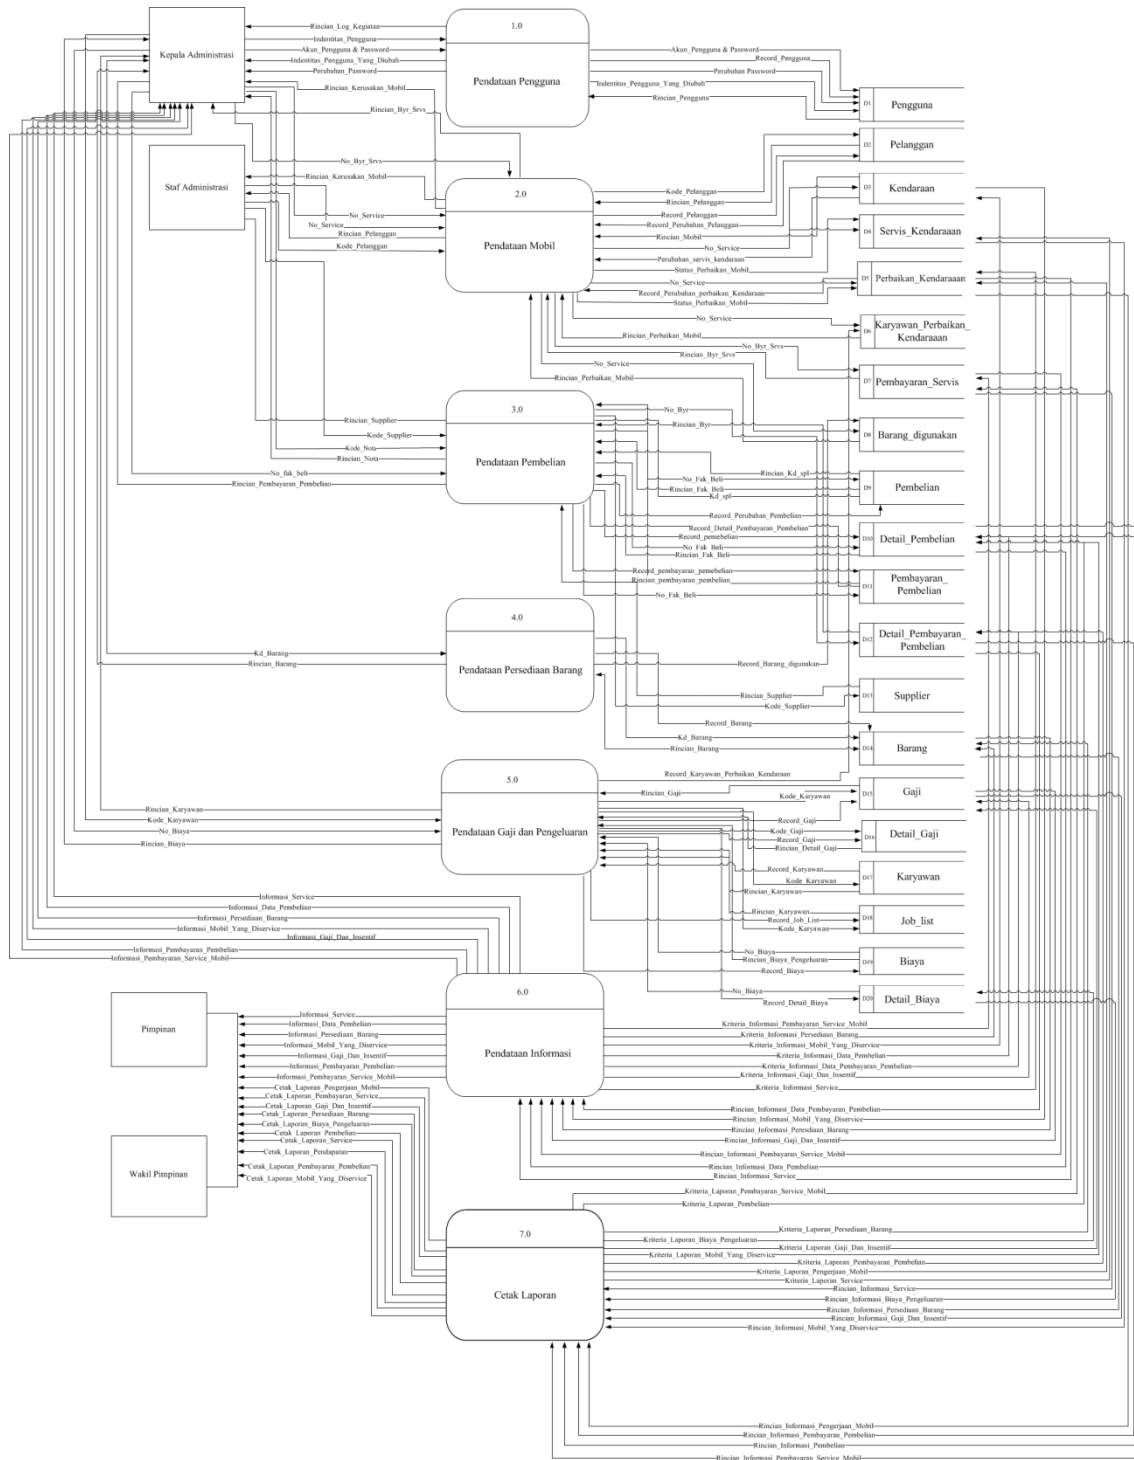 Kepala Administrasi
Staf Administrasi
Pimpinan
Wakil Pimpinan
1.0
Pendataan Pengguna
2.0
Pendataan Mobil
3.0
Pendataan Pembelian
4.0
Pendataan Persediaan Barang
5.0
Pendataan Gaji dan Pengeluaran
6.0
Pendataan Informasi
7.0
Cetak Laporan
Rincian_Log_Kegiatan
Indentitas_Pengguna
Akun_Pengguna & Password
Indentitas_Pengguna_Yang_Diubah
Perubahan_Password
Rincian_Kerusakan_Mobil
Rincian_Byr_Srvs
No_Byr_Srvs
Rincian_Kerusakan_Mobil
No_Service
No_Service
Rincian_Pelanggan
Kode_Pelanggan
Akun_Pengguna & Password
Record_Pengguna
Perubahan Password
Indentitas_Pengguna_Yang_Diubah
Rincian_Pengguna
Kode_Pelanggan
Rincian_Pelanggan
Record_Pelanggan
Record_Perubahan_Pelanggan
Rincian_Mobil
No_Service
Perubahan_servis_kendaraan
Status_Perbaikan_Mobil
No_Service
Record_Perubahan_perbaikan_Kendaraan
Status_Perbaikan_Mobil
No_Service
Rincian_Perbaikan_Mobil
No_Byr_Srvs
Rincian_Byr_Srvs
No_Service
Rincian_Perbaikan_Mobil
Rincian_Supplier
Kode_Supplier
Kode_Nota
Rincian_Nota
No_fak_beli
Rincian_Pembayaran_Pembelian
No_Byr
Rincian_Byr
Rincian_Kd_spl
No_Fak_Beli
Rincian_Fak_Beli
Kd_spl
Record_Perubahan_Pembelian
Record_Detail_Pembayaran_Pembelian
Record_pemebelian
No_Fak_Beli
Rincian_Fak_Beli
Record_pembayaran_pemebelian
Rincian_pembayaran_pembelian
No_Fak_Beli
Kd_Barang
Rincian_Barang
Record_Barang_digunakan
Rincian_Supplier
Kode_Supplier
Record_Barang
Kd_Barang
Rincian_Barang
Record_Karyawan_Perbaikan_Kendaraan
Rincian_Gaji
Kode_Karyawan
Record_Gaji
Kode_Gaji
Record_Gaji
Rincian_Detail_Gaji
Record_Karyawan
Kode_Karyawan
Rincian_Karyawan
Rincian_Karyawan
Record_Job_List
Kode_Karyawan
No_Biaya
Rincian_Biaya_Pengeluaran
Record_Biaya
No_Biaya
Record_Detail_Biaya
Rincian_Karyawan
Kode_Karyawan
No_Biaya
Rincian_Biaya
Informasi_Service
Informasi_Data_Pembelian
Informasi_Persediaan_Barang
Informasi_Mobil_Yang_Diservice
Informasi_Gaji_Dan_Insentif
Informasi_Pembayaran_Pembelian
Informasi_Pembayaran_Service_Mobil
Informasi_Service
Informasi_Data_Pembelian
Informasi_Persediaan_Barang
Informasi_Mobil_Yang_Diservice
Informasi_Gaji_Dan_Insentif
Informasi_Pembayaran_Pembelian
Informasi_Pembayaran_Service_Mobil
Cetak_Laporan_Pengerjaan_Mobil
Cetak_Laporan_Pembayaran_Service
Cetak_Laporan_Gaji_Dan_Insentif
Cetak_Laporan_Persediaan_Barang
Cetak_Laporan_Biaya_Pengeluaran
Cetak_Laporan_Pembelian
Cetak_Laporan_Service
Cetak_Laporan_Pendapatan
Cetak_Laporan_Pembayaran_Pembelian
Cetak_Laporan_Mobil_Yang_Diservice
Kriteria_Informasi_Pembayaran_Service_Mobil
Kriteria_Informasi_Persediaan_Barang
Kriteria_Informasi_Mobil_Yang_Diservice
Kriteria_Informasi_Data_Pembelian
Kriteria_Informasi_Data_Pembayaran_Pembelian
Kriteria_Informasi_Gaji_Dan_Insentif
Kriteria_Informasi_Service
Rincian_Informasi_Data_Pembayaran_Pembelian
Rincian_Informasi_Mobil_Yang_Diservice
Rincian_Informasi_Peresdiaan_Barang
Rincian_Informasi_Gaji_Dan_Insentif
Rincian_Informasi_Pembayaran_Service_Mobil
Rincian_Informasi_Data_Pembelian
Rincian_Informasi_Service
Kriteria_Laporan_Pembayaran_Service_Mobil
Kriteria_Laporan_Pembelian
Kriteria_Laporan_Persediaan_Barang
Kriteria_Laporan_Biaya_Pengeluaran
Kriteria_Laporan_Gaji_Dan_Insentif
Kriteria_Laporan_Mobil_Yang_Diservice
Kriteria_Laporan_Pembayaran_Pembelian
Kriteria_Laporan_Pengerjaan_Mobil
Kriteria_Laporan_Service
Rincian_Informasi_Service
Rincian_Informasi_Biaya_Pengeluaran
Rincian_Informasi_Persediaan_Barang
Rincian_Informasi_Gaji_Dan_Insentif
Rincian_Informasi_Mobil_Yang_Diservice
Rincian_Informasi_Pengerjaan_Mobil
Rincian_Informasi_Pembayaran_Pembelian
Rincian_Informasi_Pembelian
Rincian_Informasi_Pembayaran_Service_Mobil
D1 Pengguna
D2 Pelanggan
D3 Kendaraan
D4 Servis_Kendaraaan
D5 Perbaikan_Kendaraaan
D6 Karyawan_Perbaikan_
Kendaraaan
D7 Pembayaran_Servis
D8 Barang_digunakan
D9 Pembelian
D10 Detail_Pembelian
D11 Pembayaran_
Pembelian
D12 Detail_Pembayaran_
Pembelian
D13 Supplier
D14 Barang
D15 Gaji
D16 Detail_Gaji
D17 Karyawan
D18 Job_list
D19 Biaya
D20 Detail_Biaya